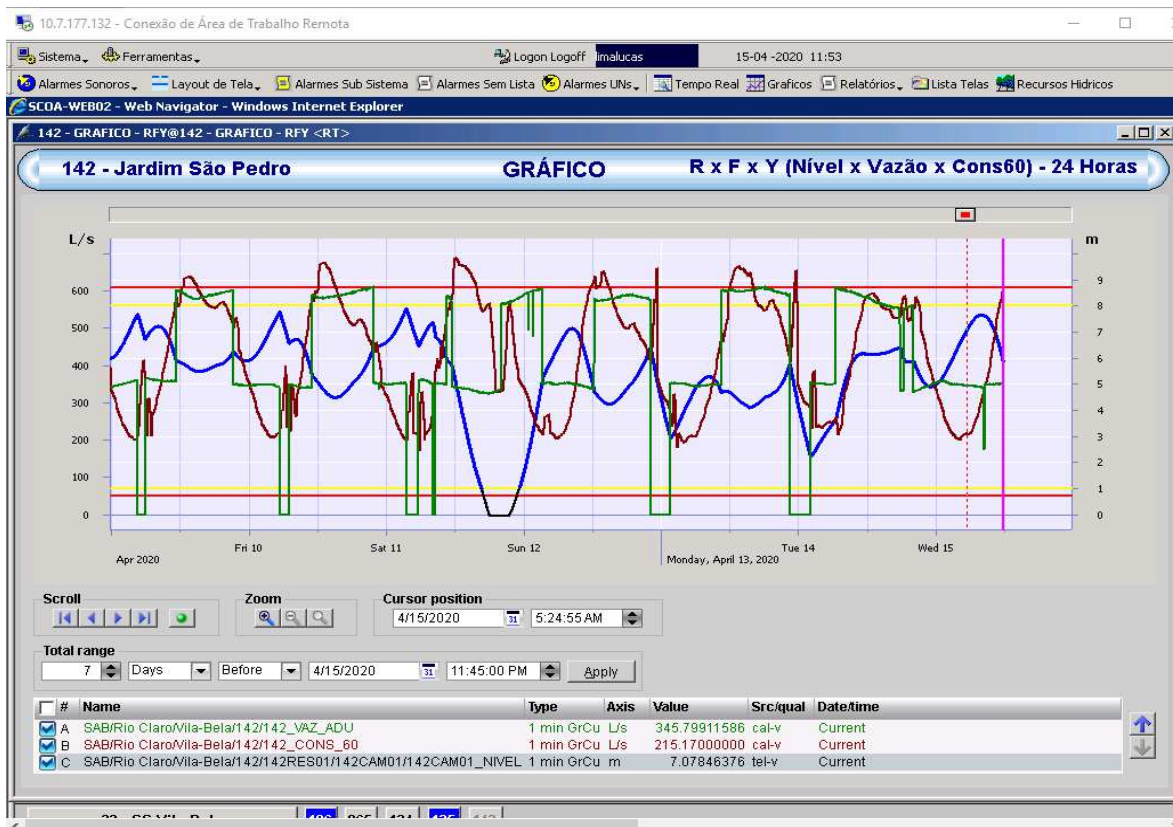 10.7.177.132 - Conexão de Área de Trabalho Remota
Sistema Ferramentas Logon Logoff limalucas 15-04 -2020 11:53
Alarmes Sonoros Layout de Tela Alarmes Sub Sistema Alarmes Sem Lista Alarmes UNs Tempo Real Graficos Relatórios Lista Telas Recursos Hidricos
SCOA-WEB02 - Web Navigator - Windows Internet Explorer
142 - GRAFICO - RFY@142 - GRAFICO - RFY <RT>
142 - Jardim São Pedro GRÁFICO R x F x Y (Nível x Vazão x Cons60) - 24 Horas
L/s m
9
600 8
500 7
6
400
5
300 4
200 3
2
100 1
0 0
Fri 10 Sat 11 Sun 12 Tue 14 Wed 15
Apr 2020 Monday, April 13, 2020
Scroll Zoom Cursor position
4/15/2020 31 5:24:55 AM
Total range
7 Days Before 4/15/2020 31 11:45:00 PM Apply
# Name Type Axis Value Src/qual Date/time
A SAB/Rio Claro/Vila-Bela/142/142_VAZ_ADU 1 min GrCu L/s 345.79911586 cal-v Current
B SAB/Rio Claro/Vila-Bela/142/142_CONS_60 1 min GrCu L/s 215.17000000 cal-v Current
C SAB/Rio Claro/Vila-Bela/142/142RES01/142CAM01/142CAM01_NIVEL 1 min GrCu m 7.07846376 tel-v Current